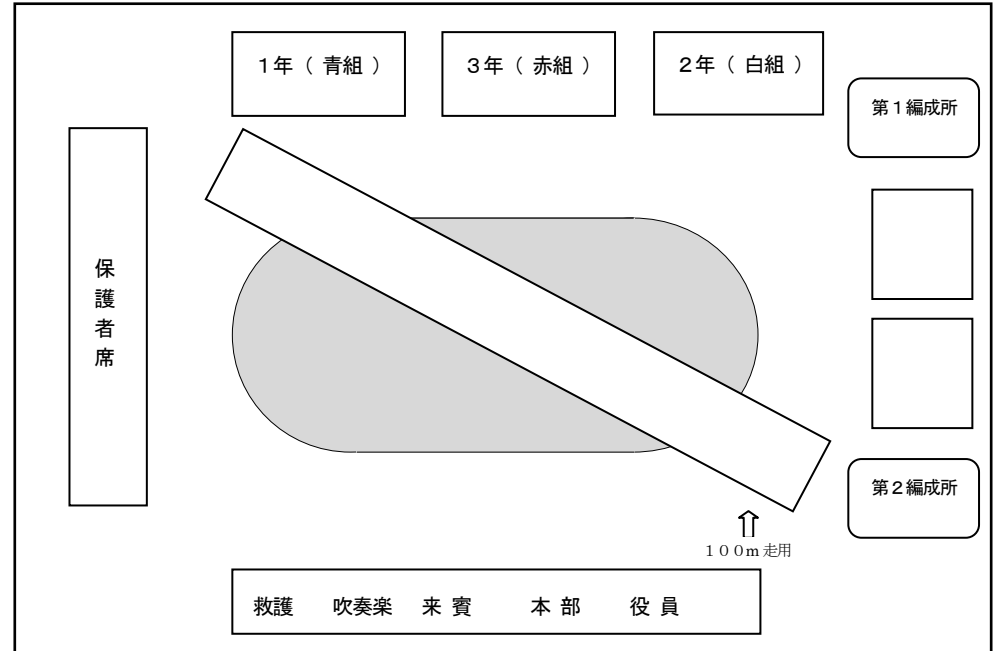 1年（ 青組 ）
3年（ 赤組 ）
2年（ 白組 ）
第1編成所
保護者席
第2編成所
100m走用
救護 吹奏楽 来 賓 本 部 役 員